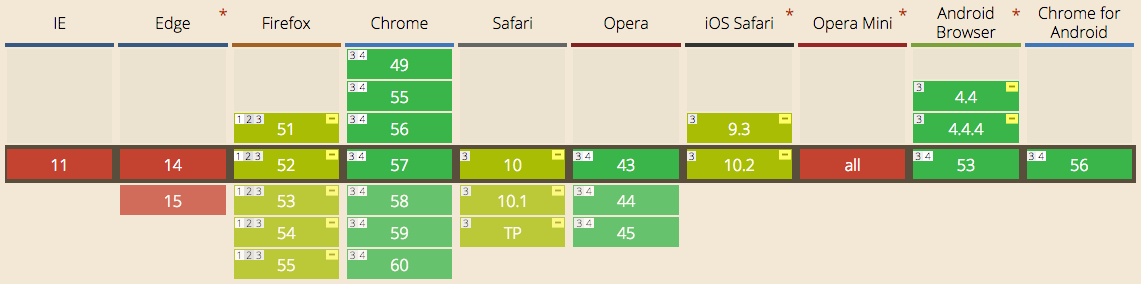 IE Edge * Firefox Chrome Safari Opera iOS Safari * Opera Mini * Android Browser * Chrome for Android
3 4 49
3 4 55 3 - 4.4
1 2 3 - 51 3 4 56 3 - 9.3 3 - 4.4.4
11 14 1 2 3 - 52 3 4 57 3 - 10 3 4 43 3 - 10.2 all 3 4 53 3 4 56
15 1 2 3 - 53 3 4 58 3 - 10.1 3 4 44
1 2 3 - 54 3 4 59 3 - TP 3 4 45
1 2 3 - 55 3 4 60